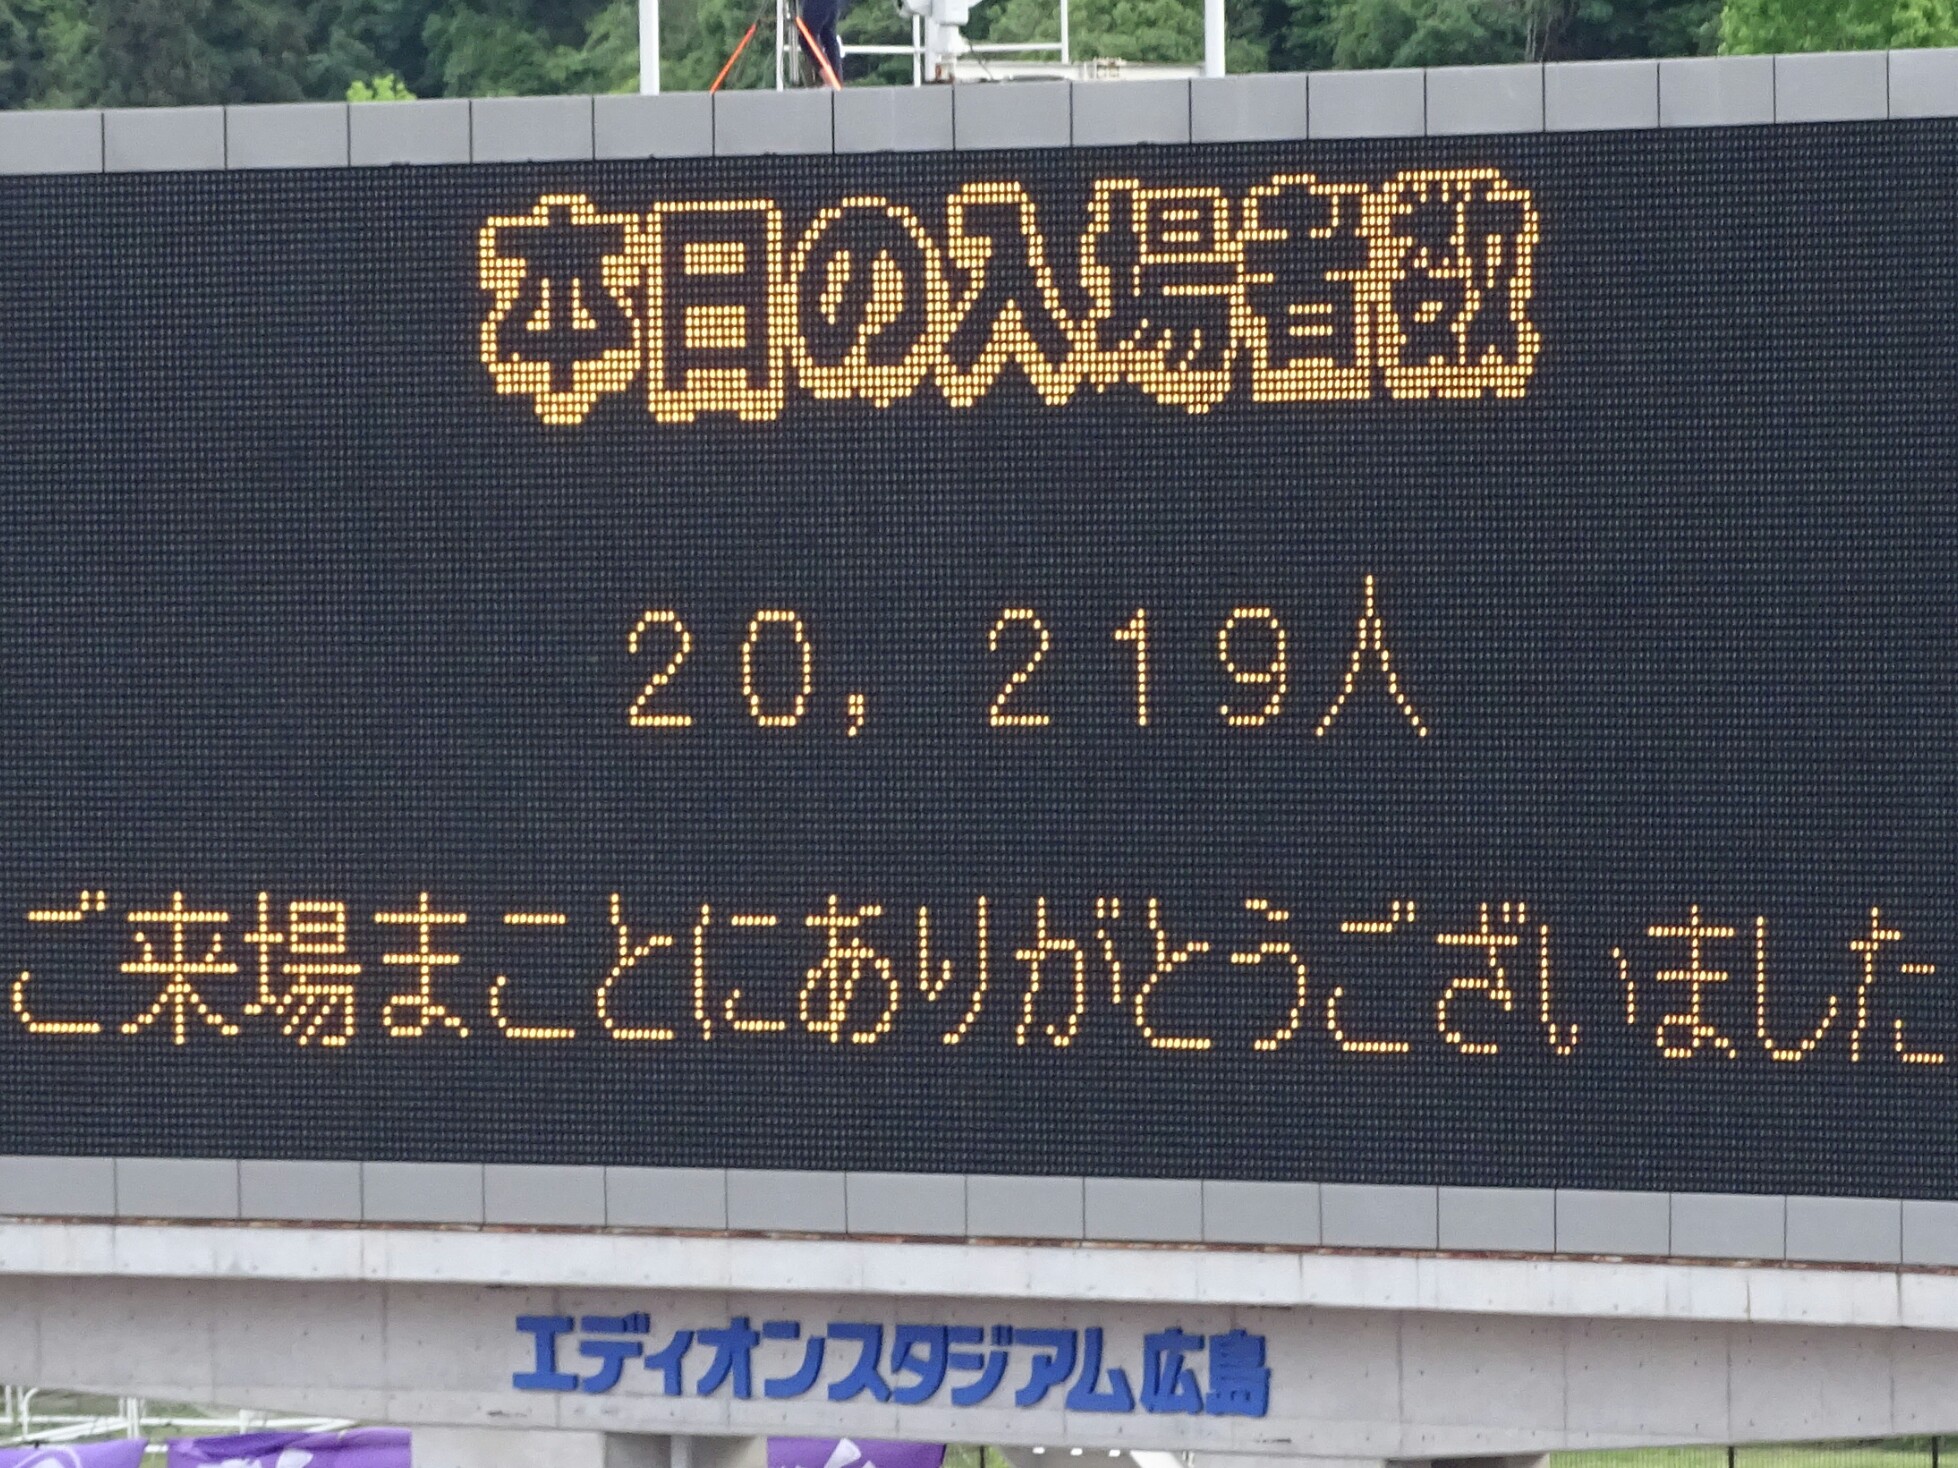 本日の入場者数
20,219人
ご来場まことにありがとうございました
エディオンスタジアム広島